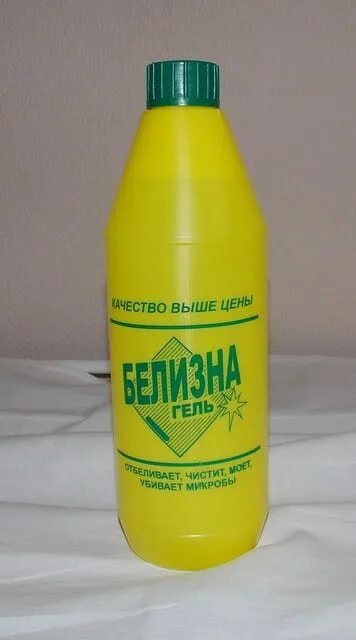 КАЧЕСТВО ВЫШЕ ЦЕНЫ
БЕЛИЗНА
ГЕЛЬ
ОТБЕЛИВАЕТ, ЧИСТИТ, МОЕТ,
УБИВАЕТ МИКРОБЫ